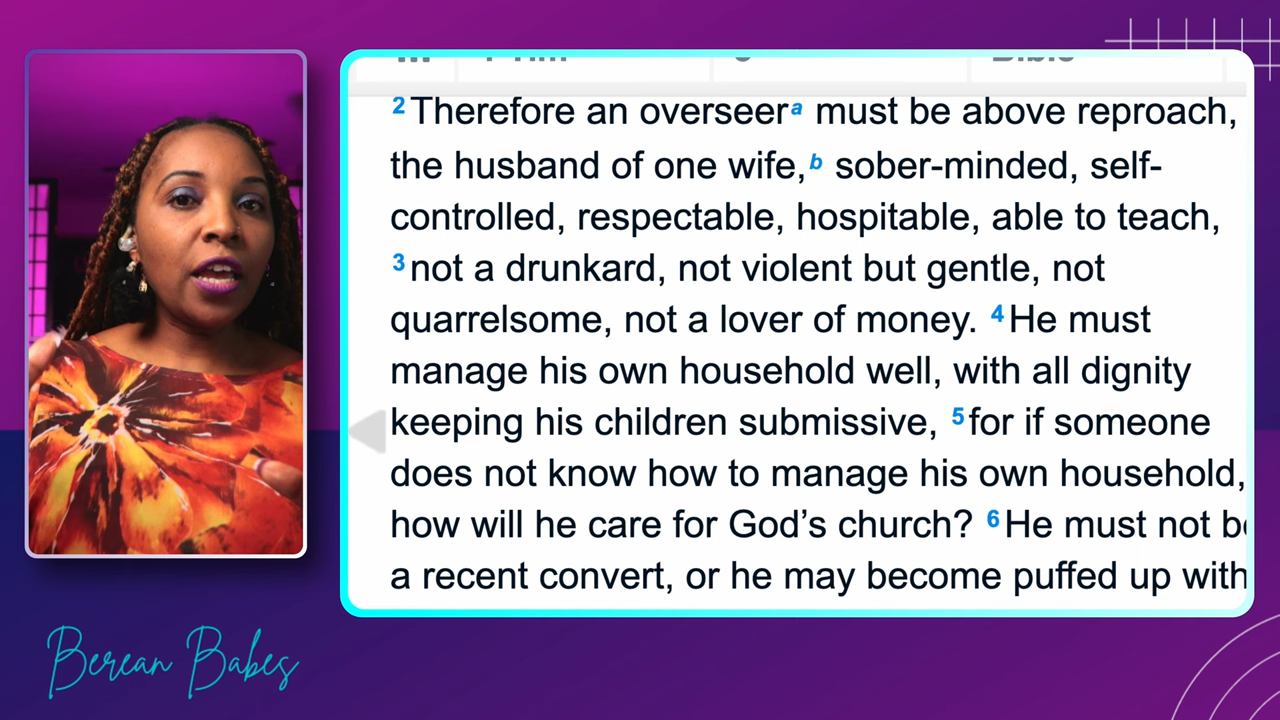 2 Therefore an overseer a must be above reproach,
the husband of one wife, b sober-minded, self-
controlled, respectable, hospitable, able to teach,
3 not a drunkard, not violent but gentle, not
quarrelsome, not a lover of money. 4 He must
manage his own household well, with all dignity
keeping his children submissive, 5 for if someone
does not know how to manage his own household,
how will he care for God’s church? 6 He must not
a recent convert, or he may become puffed up with
Berean Babes